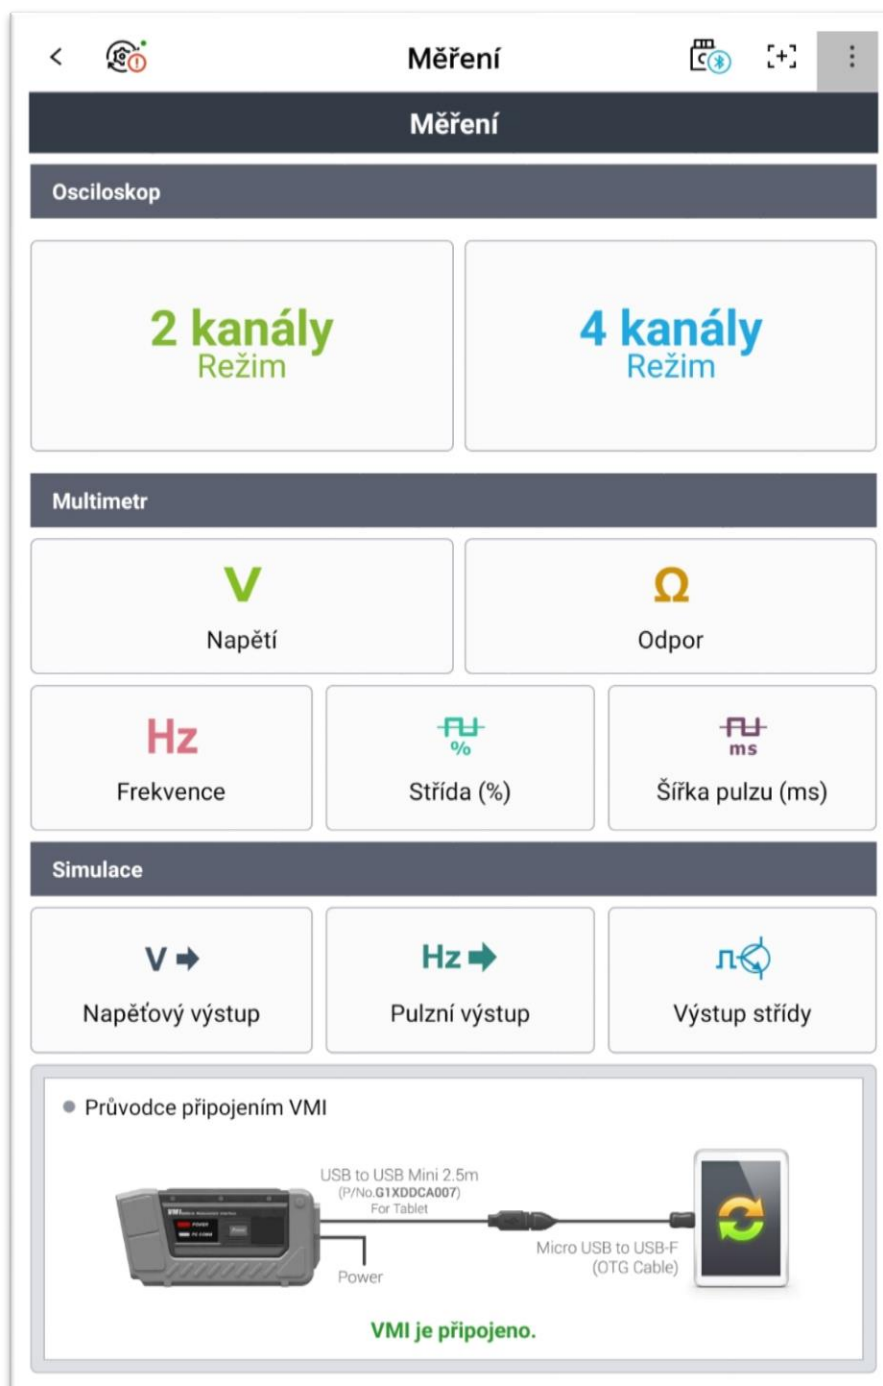 Měření
Měření
Osciloskop
2 kanály
Režim
4 kanály
Režim
Multimetr
V
Napětí
Ω
Odpor
Hz
Frekvence
%
Střída (%)
ms
Šířka pulzu (ms)
Simulace
V
Napěťový výstup
Hz
Pulzní výstup
Výstup střídy
Průvodce připojením VMI
USB to USB Mini 2.5m
(P/No.G1XDDCA007)
For Tablet
VMI
POWER
Power
Micro USB to USB-F
(OTG Cable)
VMI je připojeno.